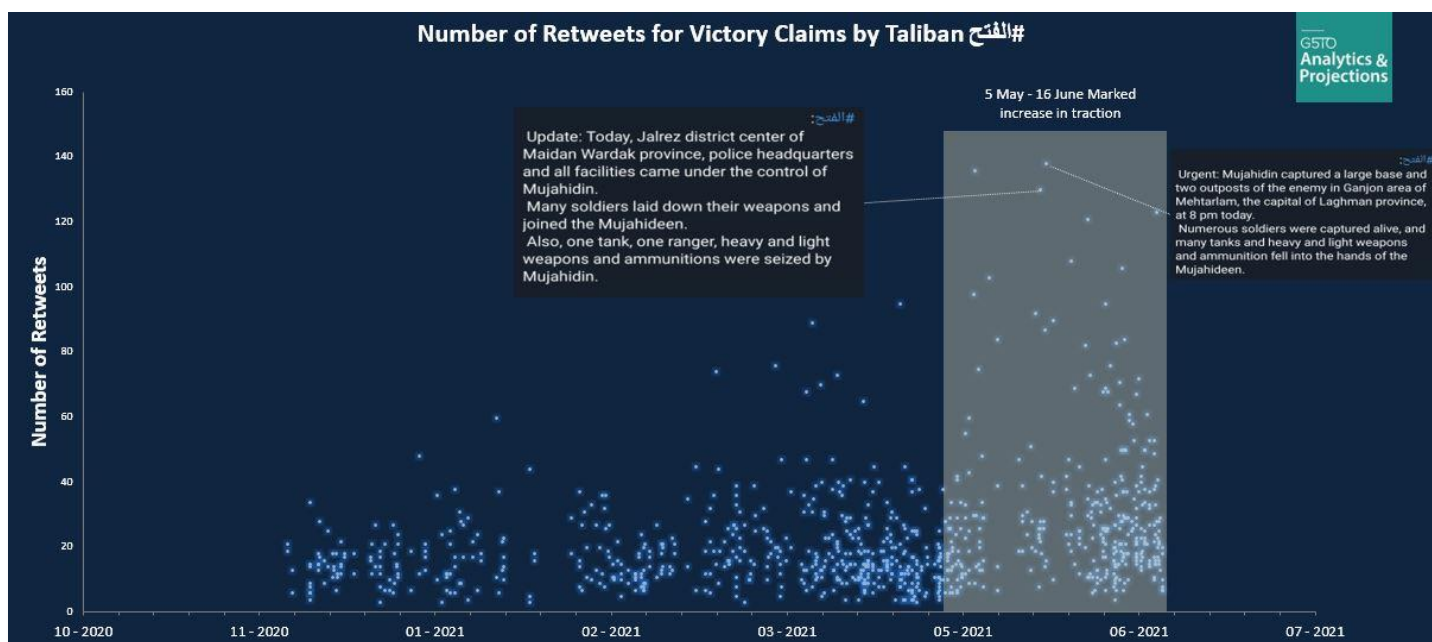 Number of Retweets for Victory Claims by Taliban الفتح#
G5TO
Analytics &
Projections
5 May - 16 June Marked
increase in traction
#الفتح:
Update: Today, Jalrez district center of
Maidan Wardak province, police headquarters
and all facilities came under the control of
Mujahidin.
Many soldiers laid down their weapons and
joined the Mujahideen.
Also, one tank, one ranger, heavy and light
weapons and ammunitions were seized by
Mujahidin.
#الفتح:
Urgent: Mujahidin captured a large base and
two outposts of the enemy in Ganjon area of
Mehtarlam, the capital of Laghman province,
at 8 pm today.
Numerous soldiers were captured alive, and
many tanks and heavy and light weapons
and ammunition fell into the hands of the
Mujahideen.
Number of Retweets
160
140
120
100
80
60
40
20
0
10 - 2020
11 - 2020
01 - 2021
02 - 2021
03 - 2021
05 - 2021
06 - 2021
07 - 2021